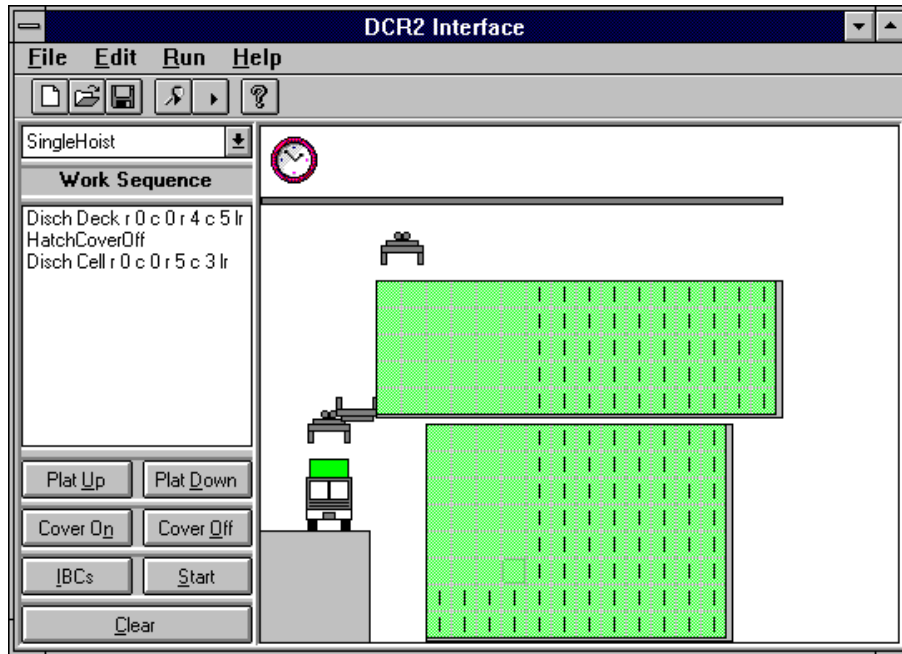 DCR2 Interface
File Edit Run Help
SingleHoist
Work Sequence
Disch Deck r 0 c 0 r 4 c 5 lr
HatchCoverOff
Disch Cell r 0 c 0 r 5 c 3 lr
Plat Up Plat Down
Cover On Cover Off
IBCs Start
Clear